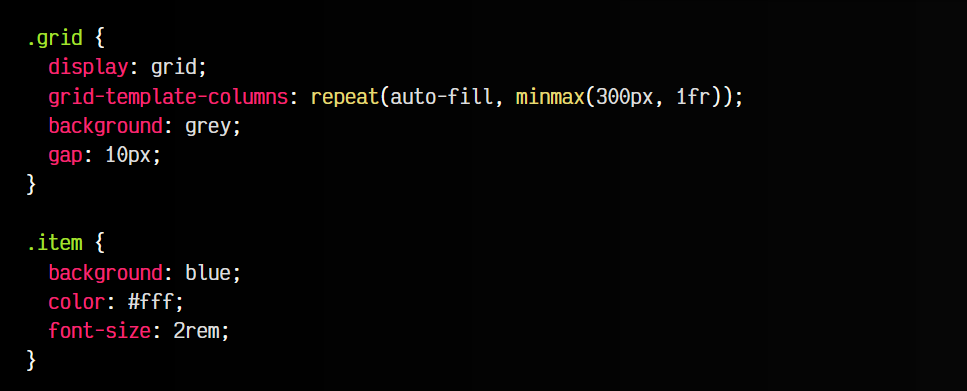 .grid {
  display: grid;
  grid-template-columns: repeat(auto-fill, minmax(300px, 1fr));
  background: grey;
  gap: 10px;
}

.item {
  background: blue;
  color: #fff;
  font-size: 2rem;
}